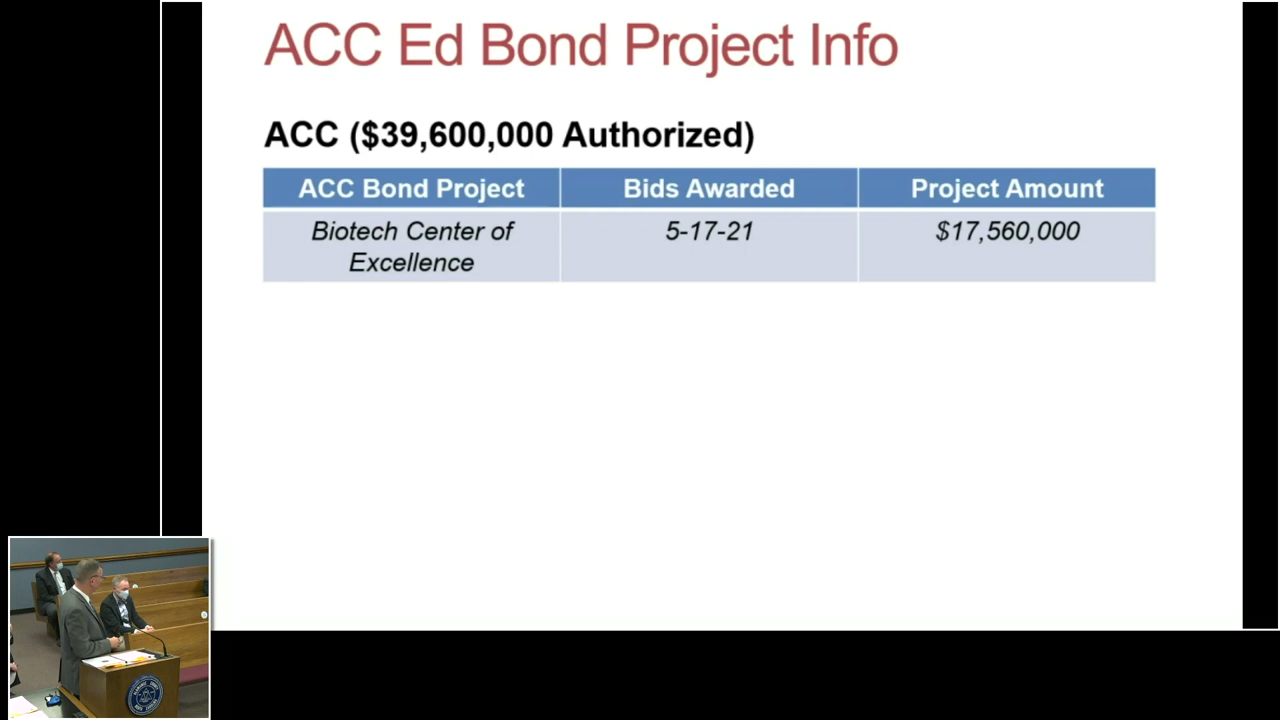 ACC Ed Bond Project Info
ACC ($39,600,000 Authorized)
ACC Bond Project Bids Awarded Project Amount
Biotech Center of 5-17-21 $17,560,000
Excellence